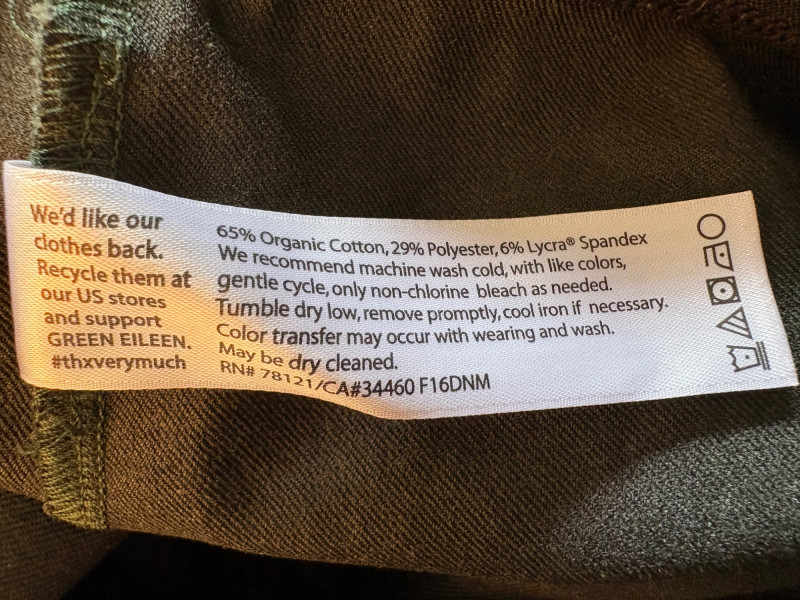 We'd like our
clothes back.
Recycle them at
our US stores
and support
GREEN EILEEN.
#thxverymuch
65% Organic Cotton, 29% Polyester, 6% Lycra® Spandex
We recommend machine wash cold, with like colors,
gentle cycle, only non-chlorine bleach as needed.
Tumble dry low, remove promptly, cool iron if necessary.
Color transfer may occur with wearing and wash.
May be dry cleaned.
RN# 78121/CA#34460 F16DNM